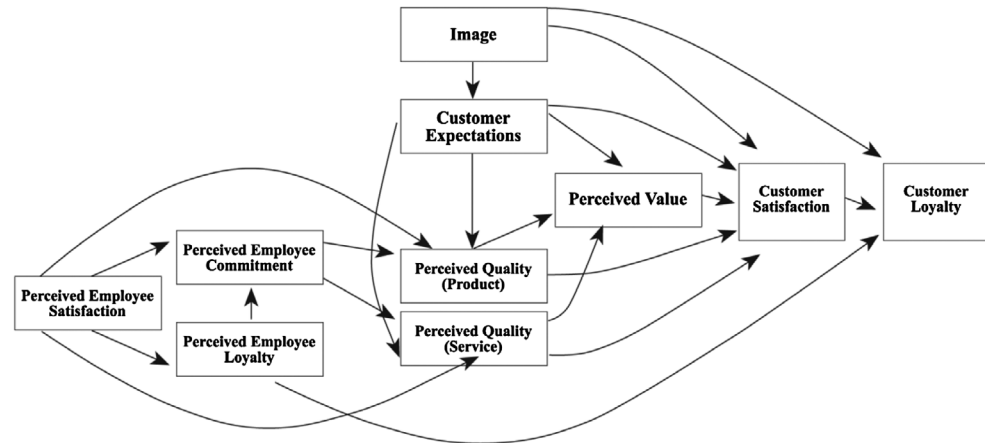 Image
Customer
Expectations
Perceived Value
Customer
Satisfaction
Customer
Loyalty
Perceived Employee
Commitment
Perceived Quality
(Product)
Perceived Employee
Satisfaction
Perceived Employee
Loyalty
Perceived Quality
(Service)